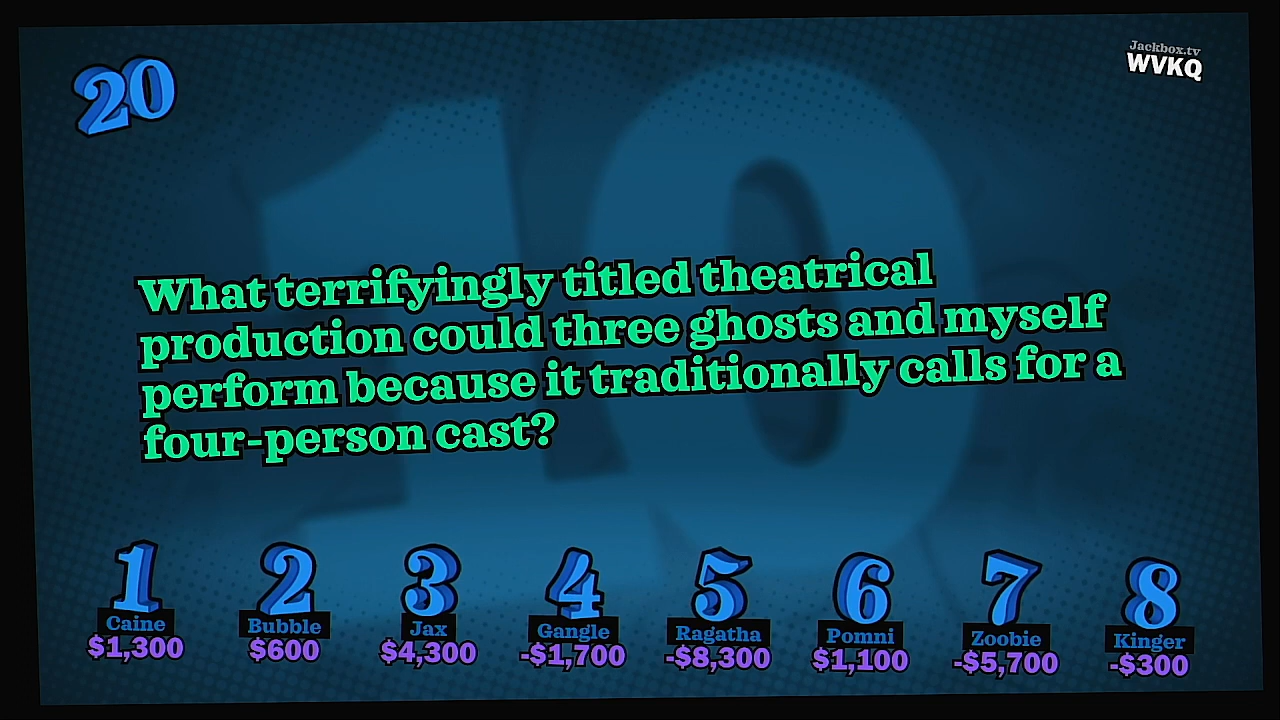 20
Jackbox.tv
WVKQ
10
What terrifyingly titled theatrical
production could three ghosts and myself
perform because it traditionally calls for a
four-person cast?
1 2 3 4 5 6 7 8
Caine Bubble Jax Gangle Ragatha Pomni Zoobie Kinger
$1,300 $600 $4,300 -$1,700 -$8,300 $1,100 -$5,700 -$300